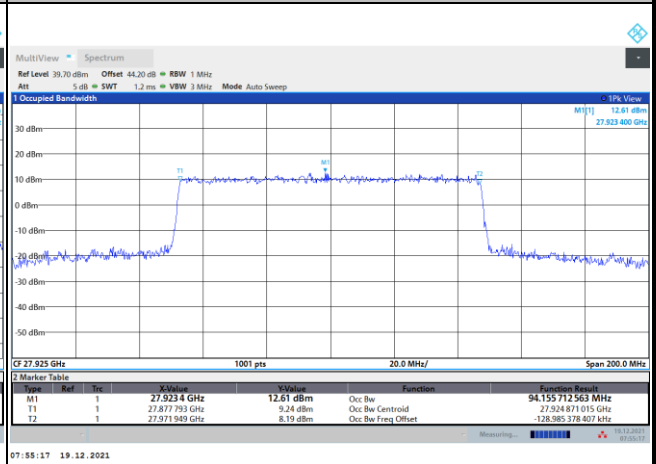 MultiView Spectrum
Ref Level 39.70 dBm Offset 44.20 dB RBW 1 MHz
Att 5 dB SWT 1.2 ms VBW 3 MHz Mode Auto Sweep
1 Occupied Bandwidth 1Pk View
M1[1] 12.61 dBm
27.923 400 GHz
30 dBm
20 dBm
M1
T1 T2
10 dBm
0 dBm
-10 dBm
-20 dBm
-30 dBm
-40 dBm
-50 dBm
CF 27.925 GHz 1001 pts 20.0 MHz/ Span 200.0 MHz
2 Marker Table
Type Ref Trc X-Value Y-Value Function Function Result
M1 1 27.923 4 GHz 12.61 dBm Occ Bw 94.155 712 563 MHz
T1 1 27.877 793 GHz 9.24 dBm Occ Bw Centroid 27.924 871 015 GHz
T2 1 27.971 949 GHz 8.19 dBm Occ Bw Freq Offset -128.985 378 407 kHz
Measuring... 19.12.2021
07:55:17
07:55:17 19.12.2021